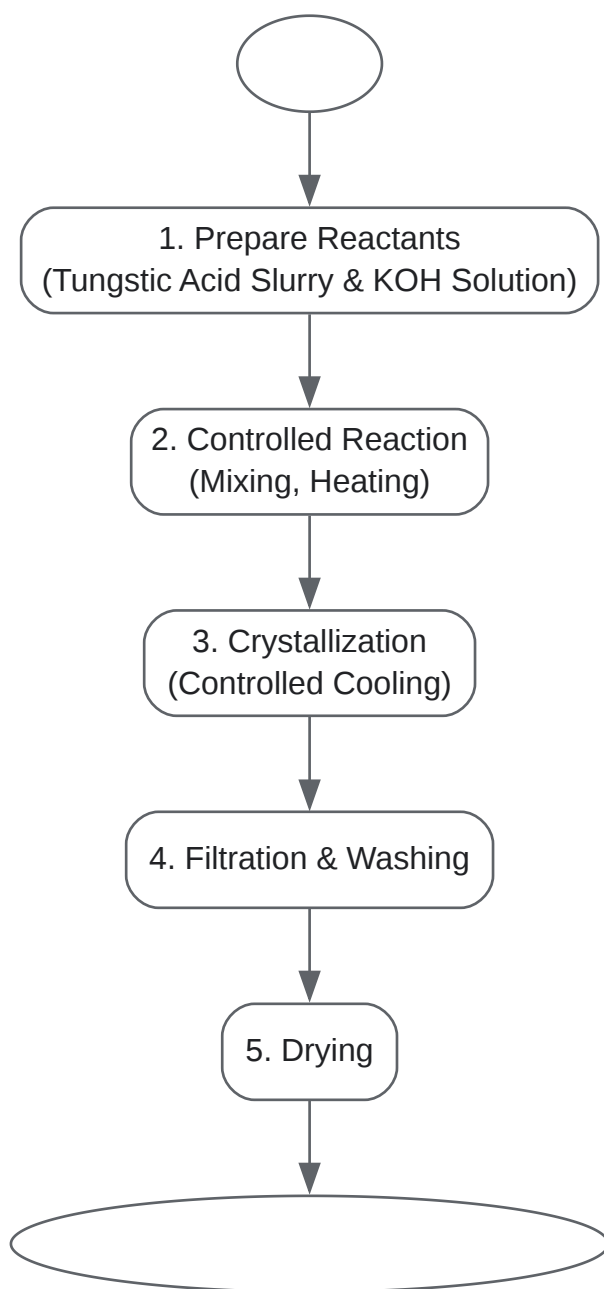 1. Prepare Reactants
(Tungstic Acid Slurry & KOH Solution)
2. Controlled Reaction
(Mixing, Heating)
3. Crystallization
(Controlled Cooling)
4. Filtration & Washing
5. Drying